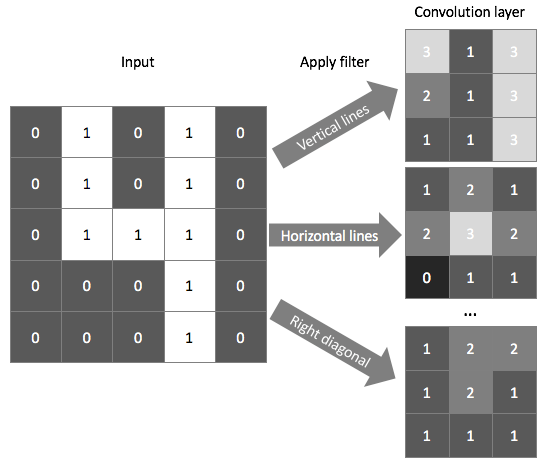 Convolution layer
Input
Apply filter
0 1 0 1 0
0 1 0 1 0
0 1 1 1 0
0 0 0 1 0
0 0 0 1 0
Vertical lines
3 1 3
2 1 3
1 1 3
Horizontal lines
1 2 1
2 3 2
0 1 1
...
Right diagonal
1 2 2
1 2 1
1 1 1